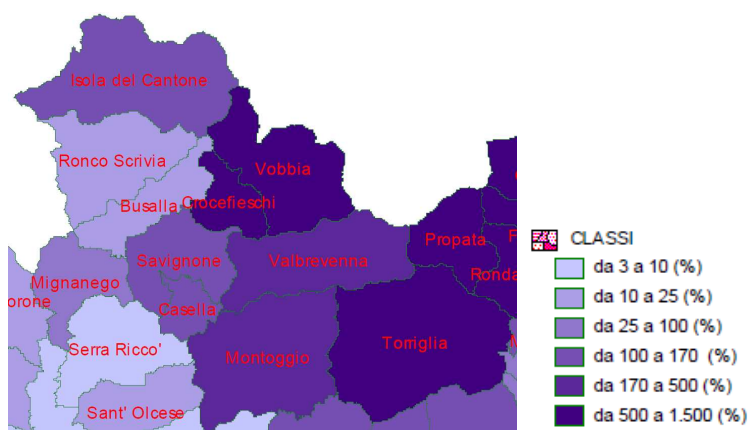 Isola del Cantone
Ronco Scrivia
Vobbia
Busalla
Crocefieschi
Propata
Savignone
Valbrevenna
Mignanego
Casella
Serra Ricco'
Montoggio
Torriglia
Sant' Olcese
CLASSI
da 3 a 10 (%)
da 10 a 25 (%)
da 25 a 100 (%)
da 100 a 170 (%)
da 170 a 500 (%)
da 500 a 1.500 (%)